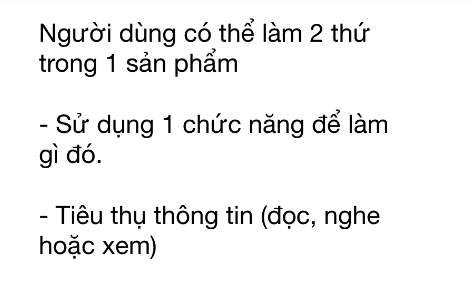 Người dùng có thể làm 2 thứ
trong 1 sản phẩm
- Sử dụng 1 chức năng để làm
gì đó.
- Tiêu thụ thông tin (đọc, nghe
hoặc xem)